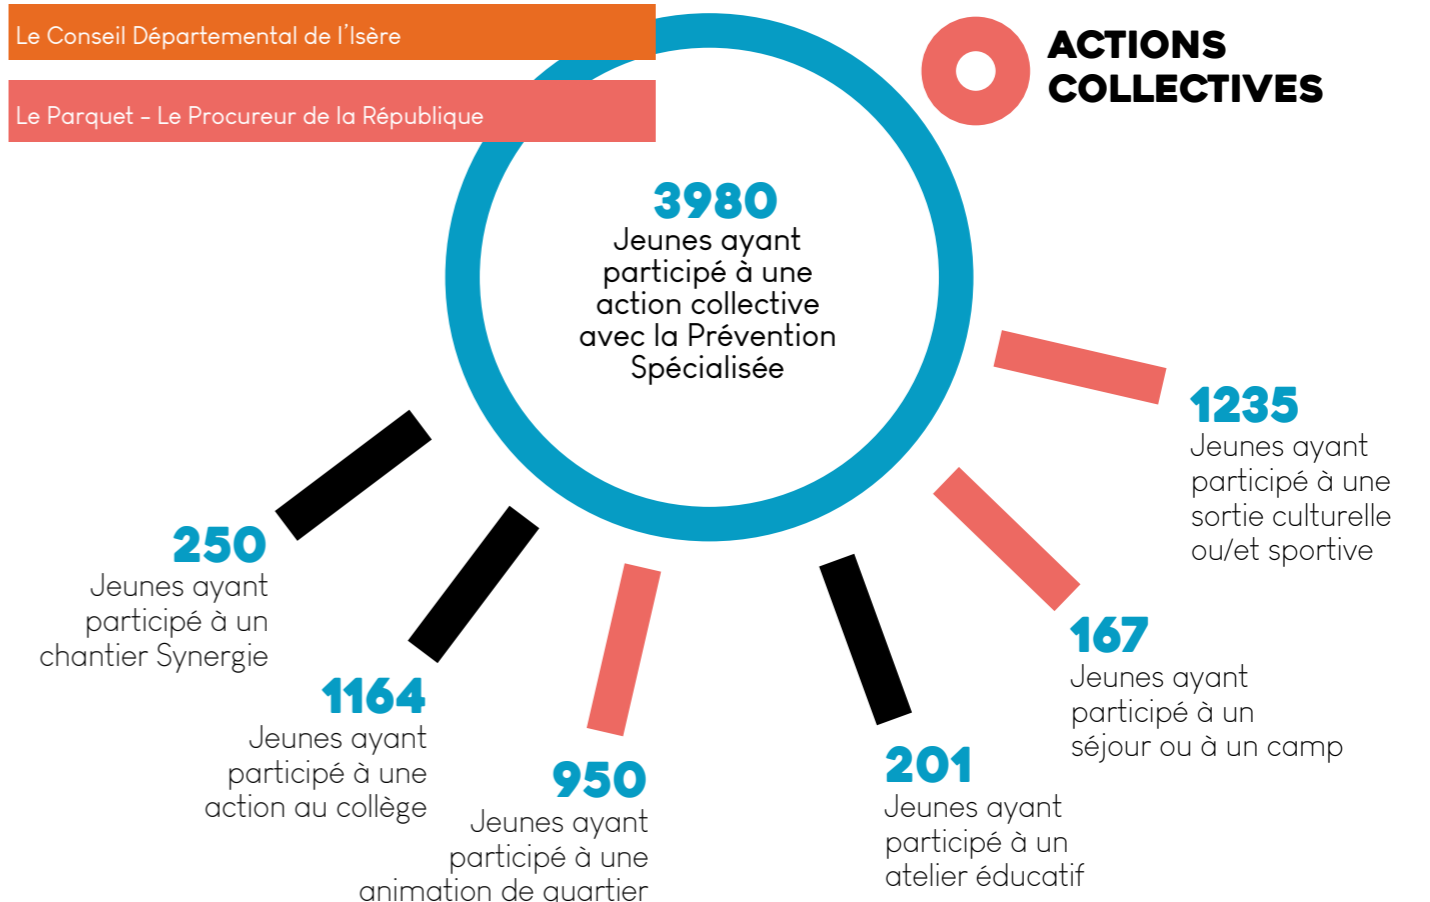 Le Conseil Départemental de l'Isère
Le Parquet - Le Procureur de la République
ACTIONS
COLLECTIVES
3980
Jeunes ayant
participé à une
action collective
avec la Prévention
Spécialisée
250
Jeunes ayant
participé à un
chantier Synergie
1164
Jeunes ayant
participé à une
action au collège
950
Jeunes ayant
participé à une
animation de quartier
201
Jeunes ayant
participé à un
atelier éducatif
167
Jeunes ayant
participé à un
séjour ou à un camp
1235
Jeunes ayant
participé à une
sortie culturelle
ou/et sportive